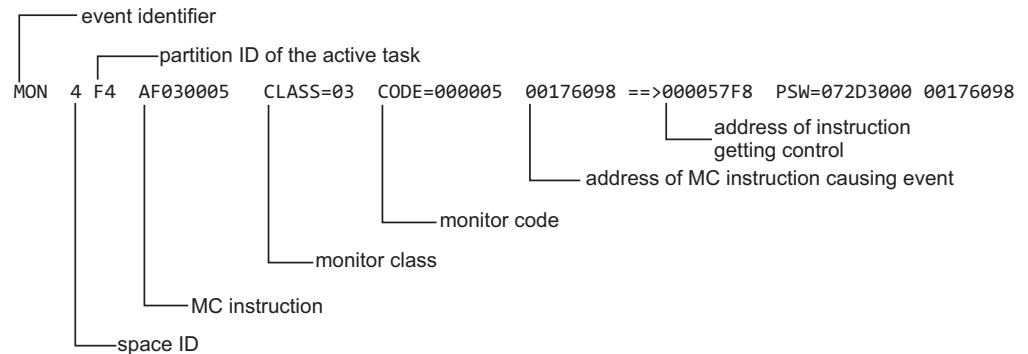 event identifier
partition ID of the active task
MON 4 F4 AF030005 CLASS=03 CODE=000005 00176098 ==>000057F8 PSW=072D3000 00176098
address of instruction
getting control
address of MC instruction causing event
monitor code
monitor class
MC instruction
space ID